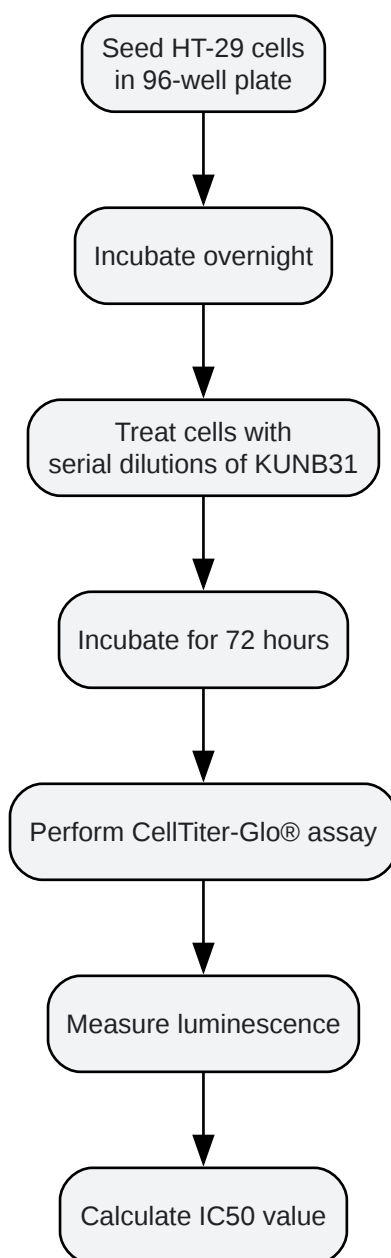 Seed HT-29 cells
in 96-well plate
Incubate overnight
Treat cells with
serial dilutions of KUNB31
Incubate for 72 hours
Perform CellTiter-Glo® assay
Measure luminescence
Calculate IC50 value